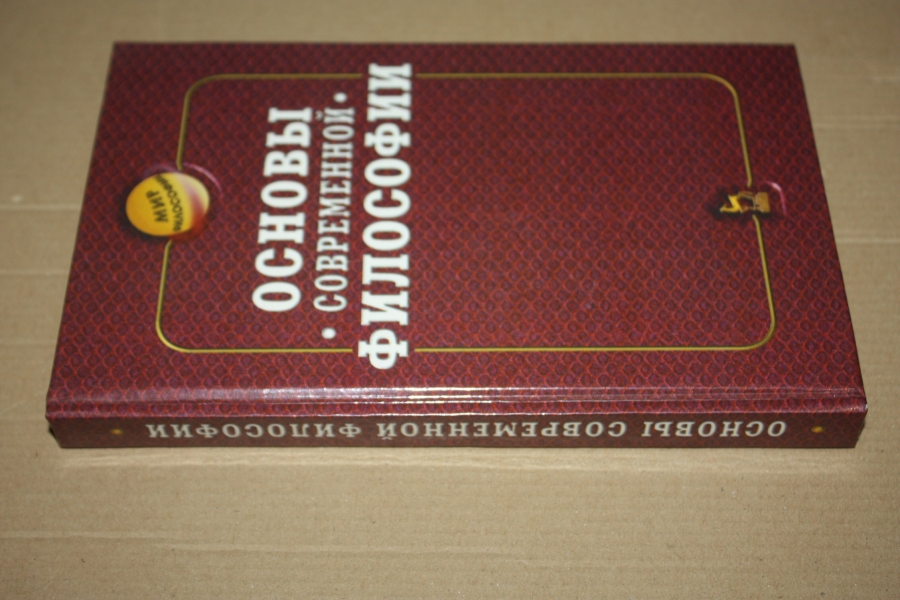 МИР
ФИЛОСОФИИ
ОСНОВЫ
• СОВРЕМЕННОЙ •
ФИЛОСОФИИ
• ОСНОВЫ СОВРЕМЕННОЙ ФИЛОСОФИИ •